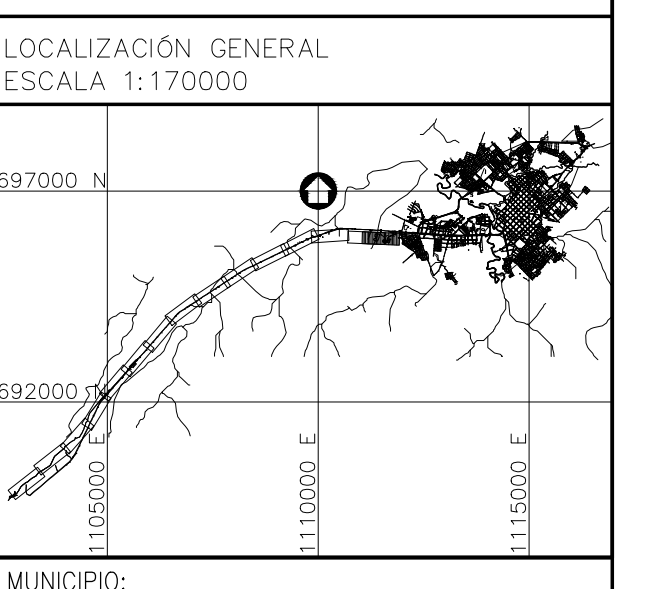 LOCALIZACIÓN GENERAL
ESCALA 1:170000
697000 N
692000 N
1105000 E
1110000 E
1115000 E
MUNICIPIO: